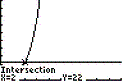 Intersection
X=2 Y=22